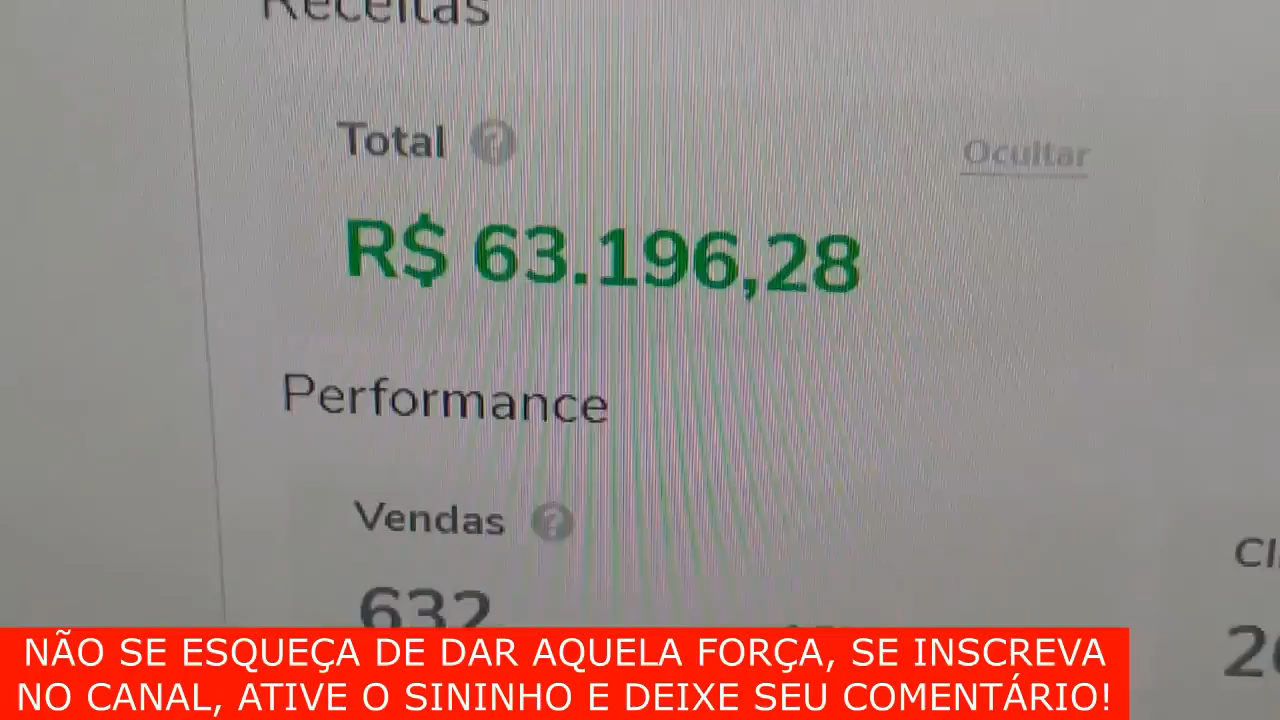 Receitas
Total ?
Ocultar
R$ 63.196,28
Performance
Vendas ?
632
NÃO SE ESQUEÇA DE DAR AQUELA FORÇA, SE INSCREVA
NO CANAL, ATIVE O SININHO E DEIXE SEU COMENTÁRIO!